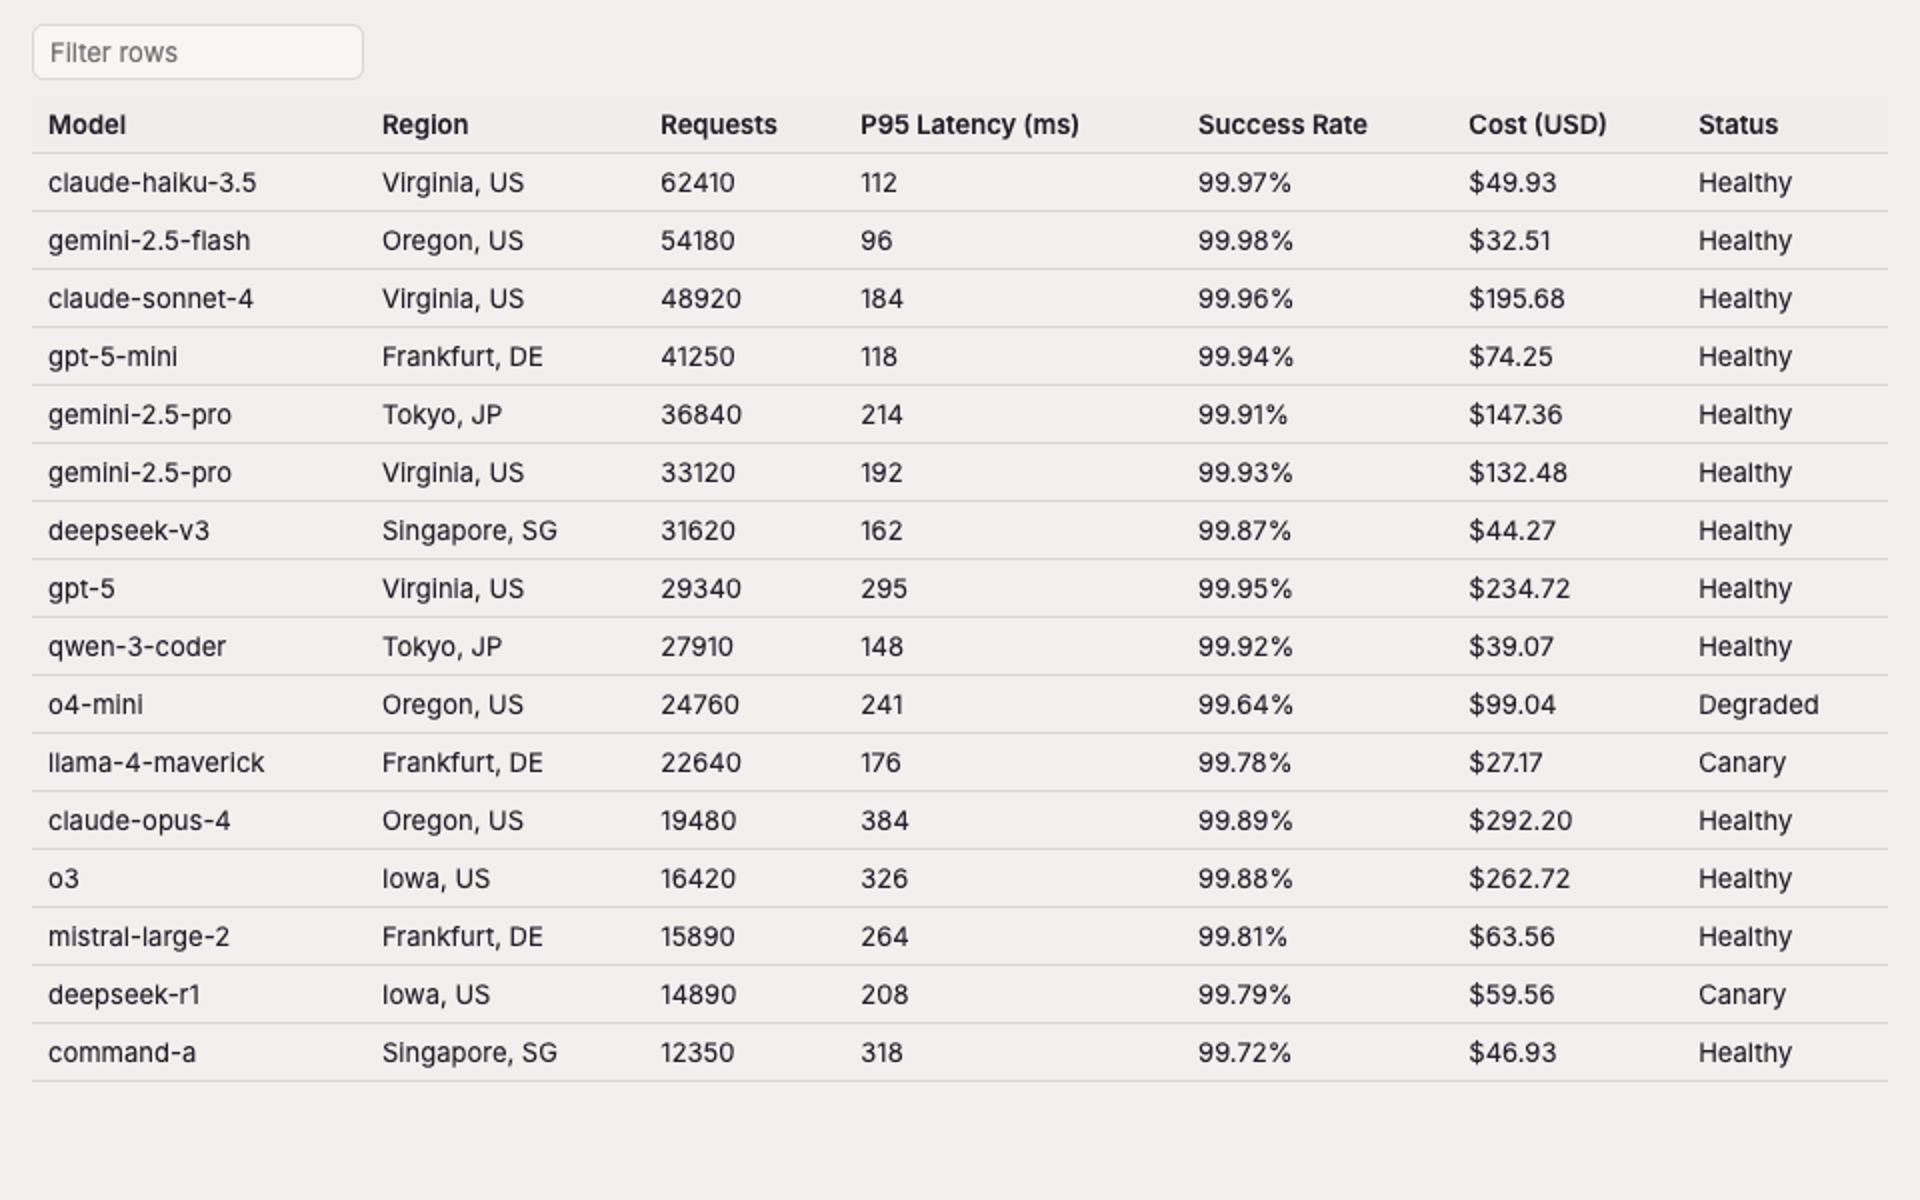 Filter rows
Model Region Requests P95 Latency (ms) Success Rate Cost (USD) Status
claude-haiku-3.5 Virginia, US 62410 112 99.97% $49.93 Healthy
gemini-2.5-flash Oregon, US 54180 96 99.98% $32.51 Healthy
claude-sonnet-4 Virginia, US 48920 184 99.96% $195.68 Healthy
gpt-5-mini Frankfurt, DE 41250 118 99.94% $74.25 Healthy
gemini-2.5-pro Tokyo, JP 36840 214 99.91% $147.36 Healthy
gemini-2.5-pro Virginia, US 33120 192 99.93% $132.48 Healthy
deepseek-v3 Singapore, SG 31620 162 99.87% $44.27 Healthy
gpt-5 Virginia, US 29340 295 99.95% $234.72 Healthy
qwen-3-coder Tokyo, JP 27910 148 99.92% $39.07 Healthy
o4-mini Oregon, US 24760 241 99.64% $99.04 Degraded
llama-4-maverick Frankfurt, DE 22640 176 99.78% $27.17 Canary
claude-opus-4 Oregon, US 19480 384 99.89% $292.20 Healthy
o3 Iowa, US 16420 326 99.88% $262.72 Healthy
mistral-large-2 Frankfurt, DE 15890 264 99.81% $63.56 Healthy
deepseek-r1 Iowa, US 14890 208 99.79% $59.56 Canary
command-a Singapore, SG 12350 318 99.72% $46.93 Healthy